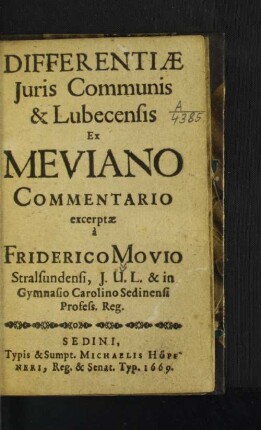 DIFFERENTIÆ
Juris Communis
& Lubecensis
Ex
MEVIANO
COMMENTARIO
excerptæ
à
FRIDERICO MOVIO
Stralsundensi, J. U. L. & in
Gymnasio Carolino Sedinensi
Profess. Reg.
SEDINI,
Typis & Sumpt. MICHAELIS HÖPF-
NERI, Reg. & Senat. Typ. 1669.
A
4385